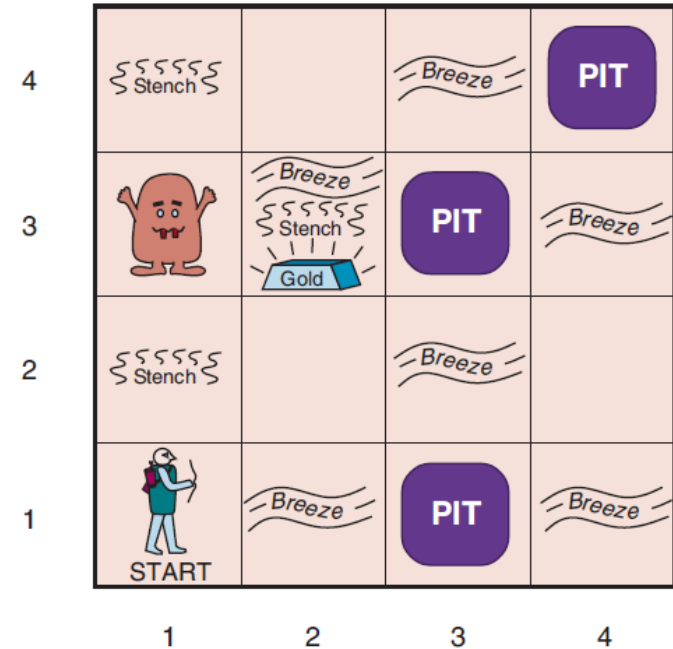 4 Stench Breeze PIT
3 Breeze
Stench PIT Breeze
Gold
2 Stench Breeze
1 Breeze PIT Breeze
START
1 2 3 4